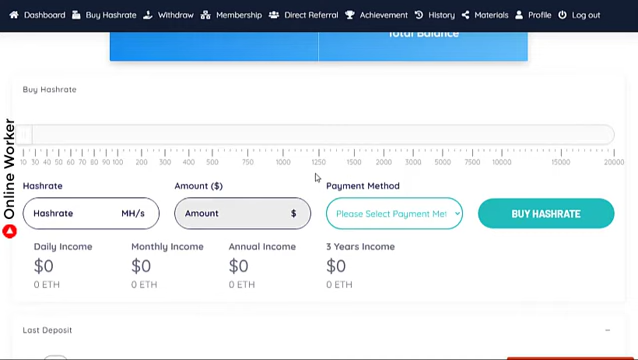 Dashboard Buy Hashrate Withdraw Membership Direct Referral Achievement History Materials Profile Log out
Total Balance
Buy Hashrate
10 30 40 50 60 70 80 90 100 200 300 500 750 1000 1250 1500 2000 3000 5000 7500 10000 15000 20000
Hashrate Amount ($) Payment Method
Hashrate MH/s Amount $ Please Select Payment Met BUY HASHRATE
Daily Income Monthly Income Annual Income 3 Years Income
$0 $0 $0 $0
0 ETH 0 ETH 0 ETH 0 ETH
Last Deposit
Online Worker